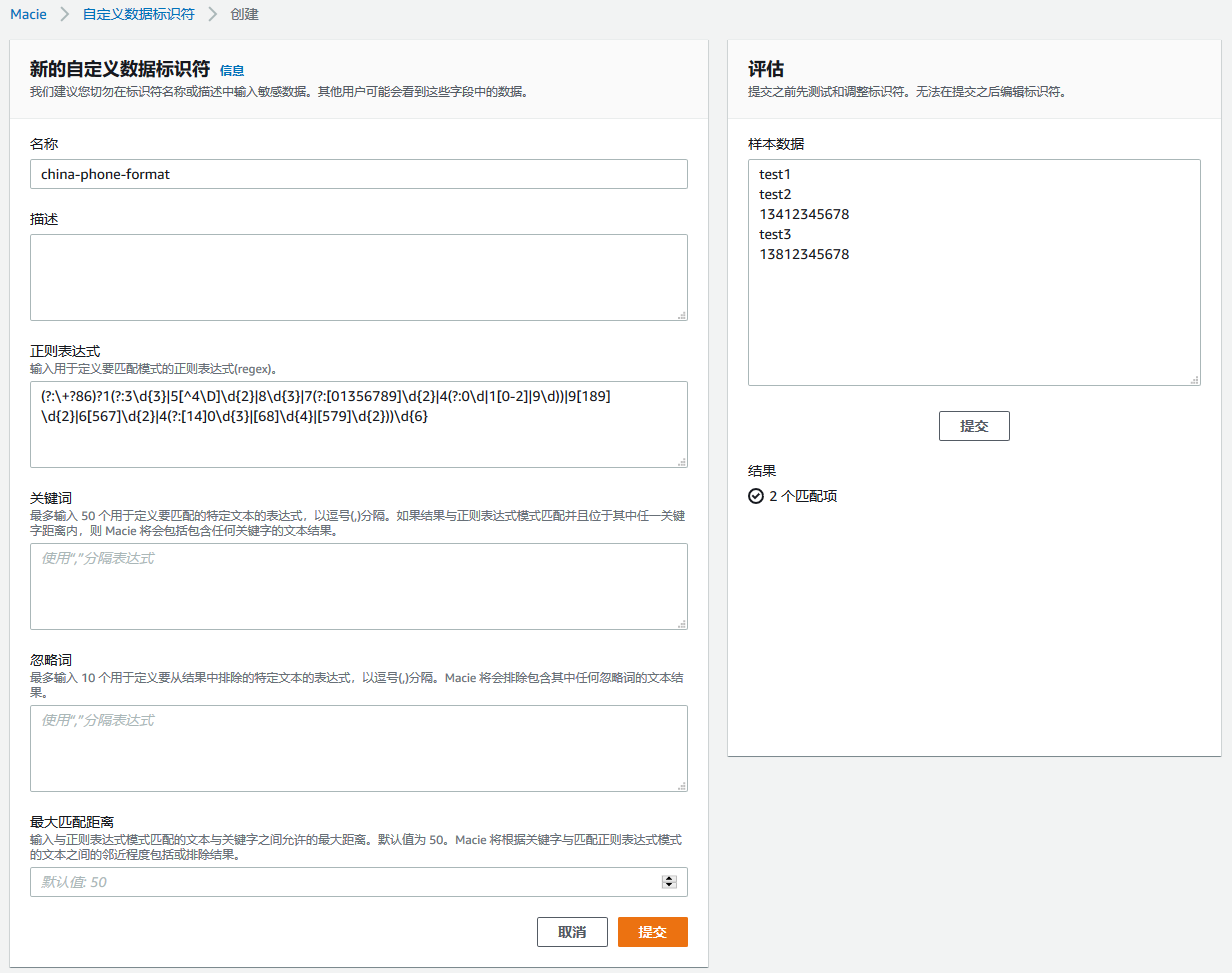 Macie > 自定义数据标识符 > 创建
新的自定义数据标识符 信息
我们建议您切勿在标识符名称或描述中输入敏感数据。其他用户可能会看到这些字段中的数据。
名称
china-phone-format
描述
正则表达式
输入用于定义要匹配模式的正则表达式(regex)。
(?:\+?86)?1(?:3\d{3}|5[^4\D]\d{2}|8\d{3}|7(?:[01356789]\d{2}|4(?:0\d|1[0-2]|9\d))|9[189]
\d{2}|6[567]\d{2}|4(?:[14]0\d{3}|[68]\d{4}|[579]\d{2}))\d{6}
关键词
最多输入 50 个用于定义要匹配的特定文本的表达式，以逗号(,)分隔。如果结果与正则表达式模式匹配并且位于其中任一关键
字距离内，则 Macie 将会包括包含任何关键字的文本结果。
使用“,”分隔表达式
忽略词
最多输入 10 个用于定义要从结果中排除的特定文本的表达式，以逗号(,)分隔。Macie 将会排除包含其中任何忽略词的文本结
果。
使用“,”分隔表达式
最大匹配距离
输入与正则表达式模式匹配的文本与关键字之间允许的最大距离。默认值为 50。Macie 将根据关键字与匹配正则表达式模式
的文本之间的邻近程度包括或排除结果。
默认值: 50
取消 提交
评估
提交之前先测试和调整标识符。无法在提交之后编辑标识符。
样本数据
test1
test2
13412345678
test3
13812345678
提交
结果
2 个匹配项